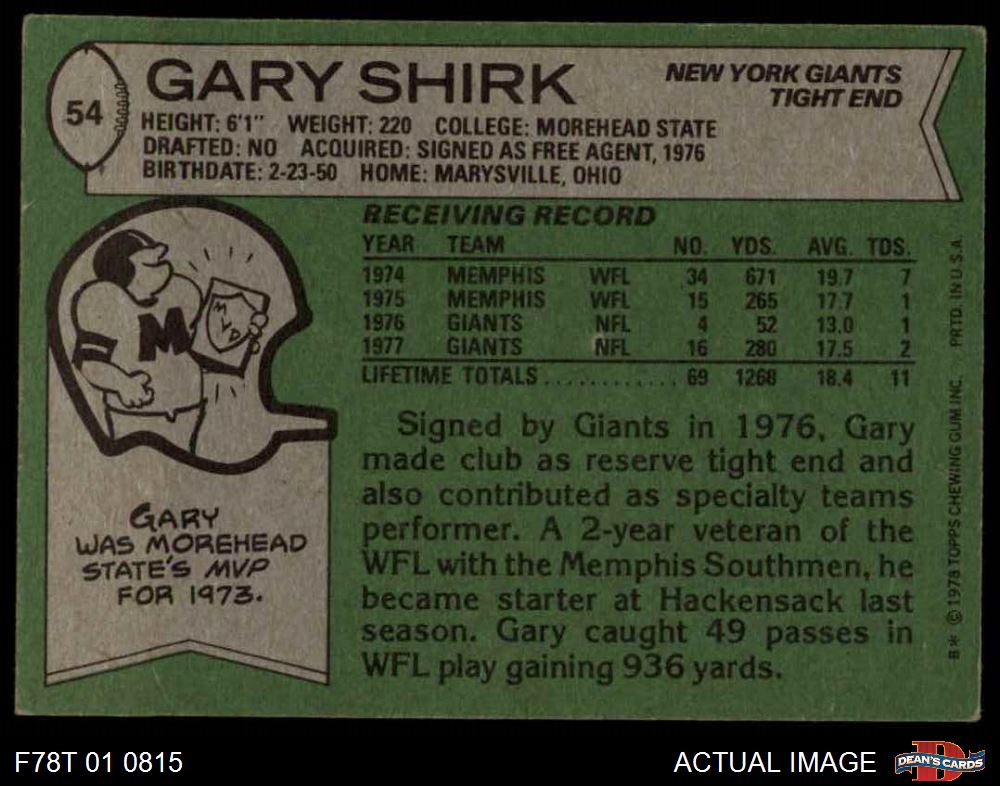 54
GARY SHIRK
NEW YORK GIANTS
TIGHT END
HEIGHT: 6'1" WEIGHT: 220 COLLEGE: MOREHEAD STATE
DRAFTED: NO ACQUIRED: SIGNED AS FREE AGENT, 1976
BIRTHDATE: 2-23-50 HOME: MARYSVILLE, OHIO
RECEIVING RECORD
YEAR TEAM NO. YDS. AVG. TDS.
1974 MEMPHIS WFL 34 671 19.7 7
1975 MEMPHIS WFL 15 265 17.7 1
1976 GIANTS NFL 4 52 13.0 1
1977 GIANTS NFL 16 280 17.5 2
LIFETIME TOTALS............ 69 1268 18.4 11
M
MVP
GARY
WAS MOREHEAD
STATE'S MVP
FOR 1973.
Signed by Giants in 1976, Gary
made club as reserve tight end and
also contributed as specialty teams
performer. A 2-year veteran of the
WFL with the Memphis Southmen, he
became starter at Hackensack last
season. Gary caught 49 passes in
WFL play gaining 936 yards.
B* © 1978 TOPPS CHEWING GUM INC. PRTD. IN U.S.A.
F78T 01 0815
ACTUAL IMAGE
DEAN'S CARDS